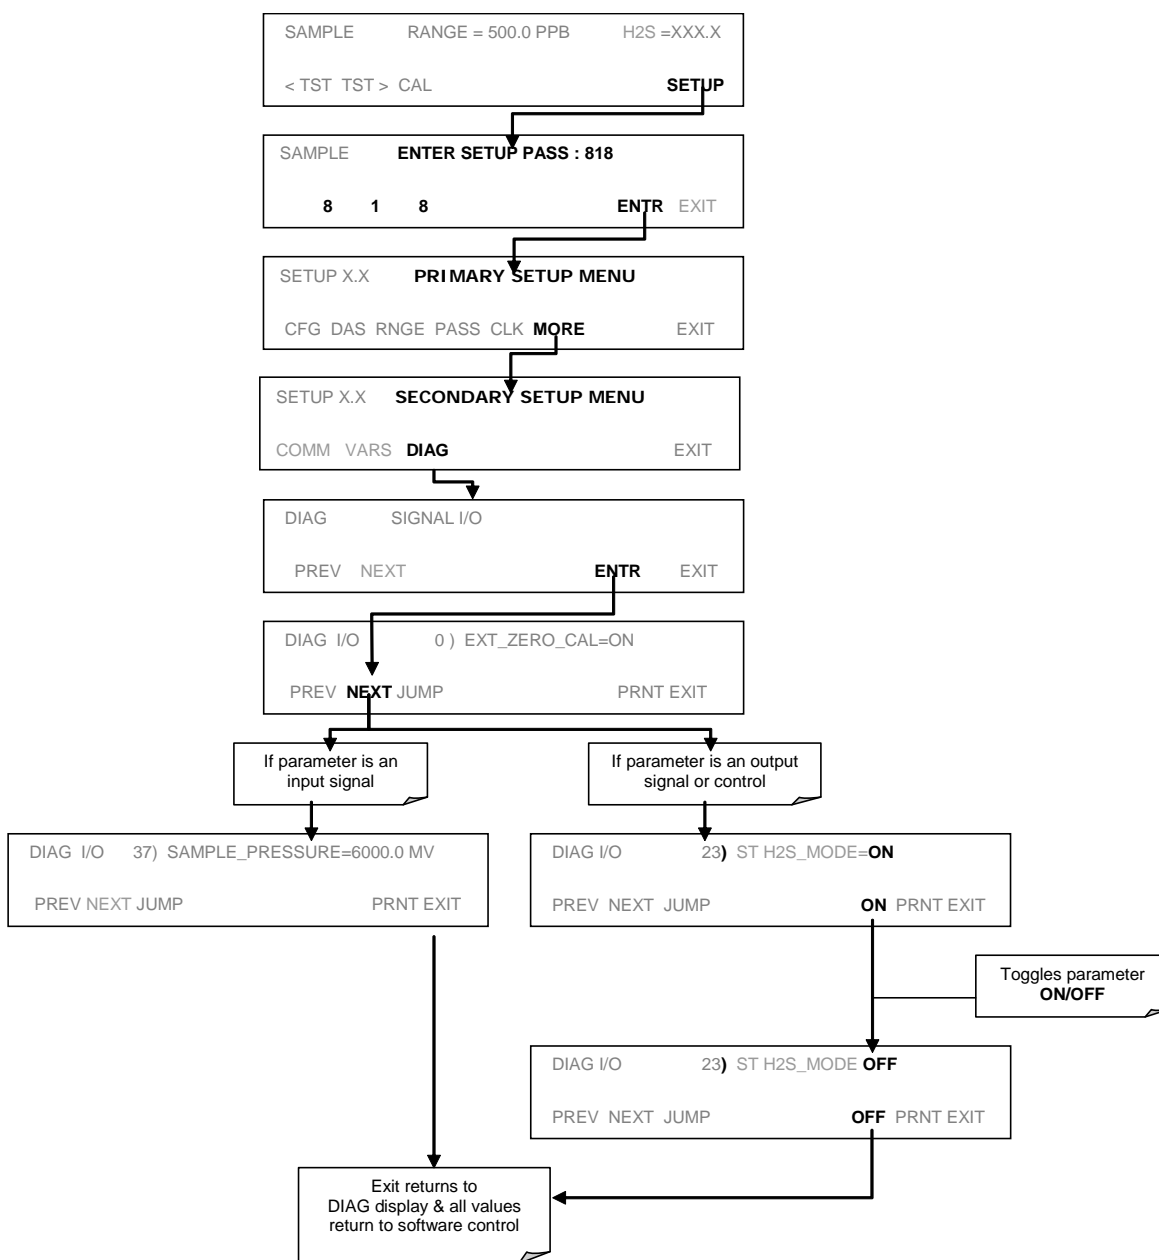 SAMPLE RANGE = 500.0 PPB H2S =XXX.X
< TST TST > CAL SETUP
SAMPLE ENTER SETUP PASS : 818
8 1 8 ENTR EXIT
SETUP X.X PRIMARY SETUP MENU
CFG DAS RNGE PASS CLK MORE EXIT
SETUP X.X SECONDARY SETUP MENU
COMM VARS DIAG EXIT
DIAG SIGNAL I/O
PREV NEXT ENTR EXIT
DIAG I/O 0 ) EXT_ZERO_CAL=ON
PREV NEXT JUMP PRNT EXIT
If parameter is an
input signal
If parameter is an output
signal or control
DIAG I/O 37) SAMPLE_PRESSURE=6000.0 MV
PREV NEXT JUMP PRNT EXIT
DIAG I/O 23) ST H2S_MODE=ON
PREV NEXT JUMP ON PRNT EXIT
Toggles parameter
ON/OFF
DIAG I/O 23) ST H2S_MODE OFF
PREV NEXT JUMP OFF PRNT EXIT
Exit returns to
DIAG display & all values
return to software control